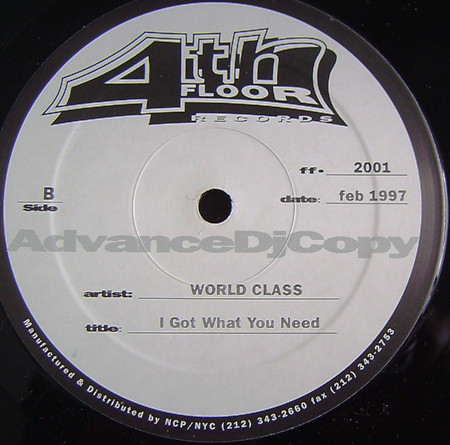 4th
FLOOR
RECORDS
ff. 2001
B
Side
date: feb 1997
AdvanceDjCopy
artist: WORLD CLASS
title: I Got What You Need
Manufactured & Distributed by NCP/NYC (212) 343-2660 fax (212) 343-2753